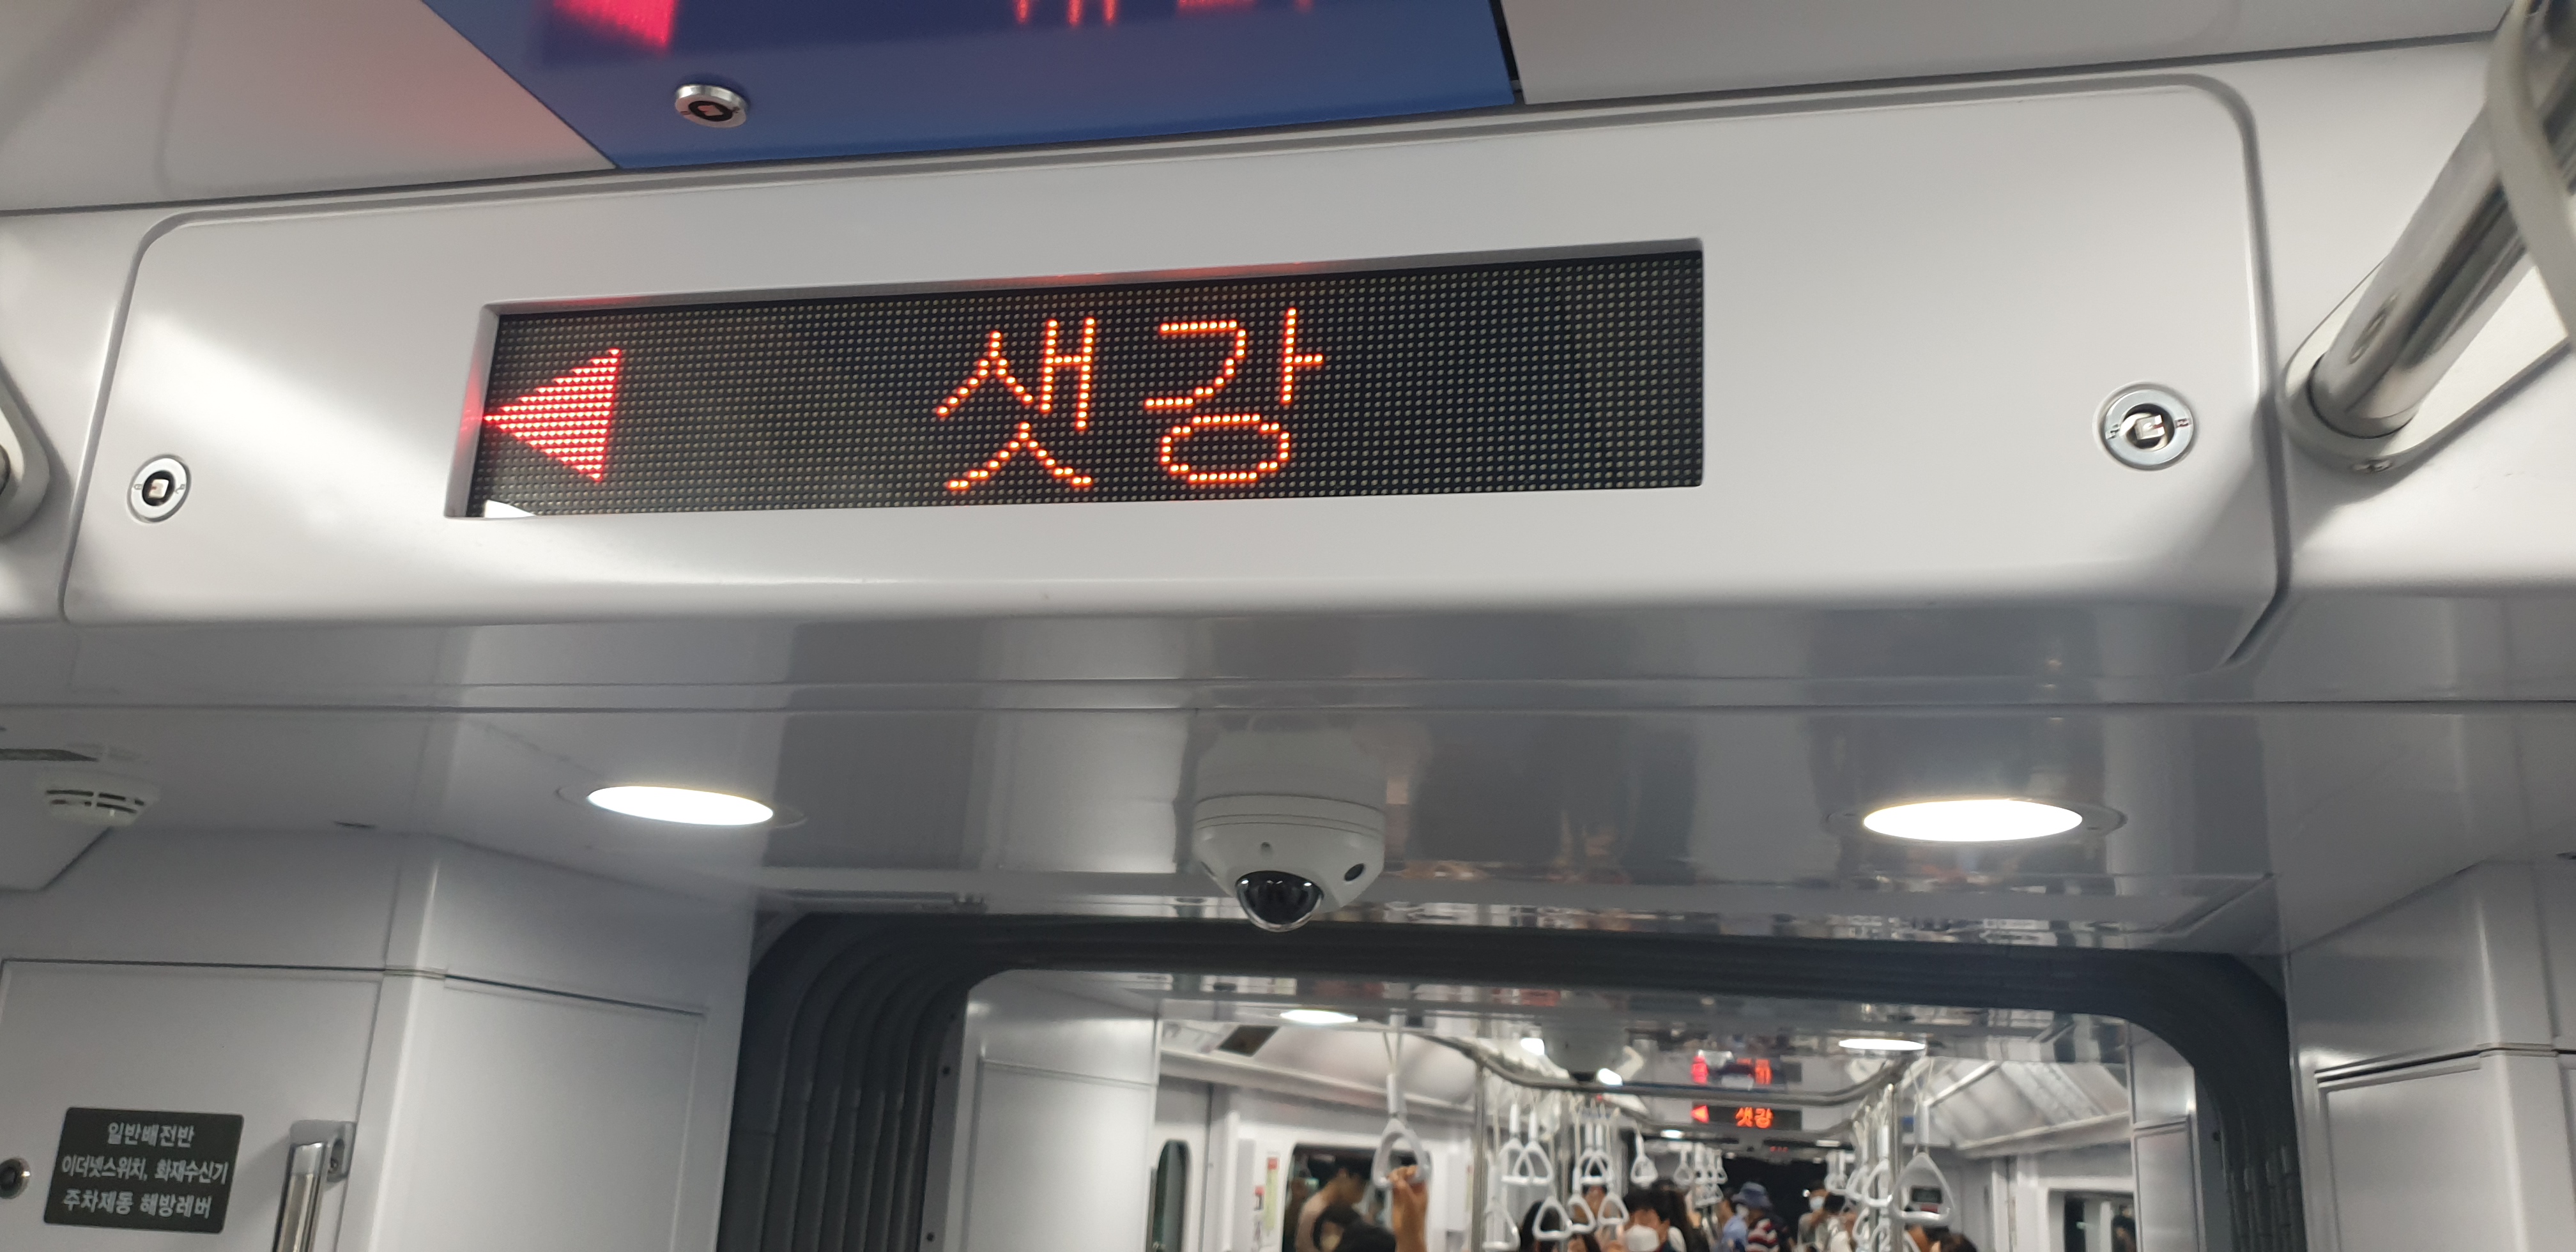 샛강
샛강
일반배전반
이더넷스위치, 화재수신기
주차제동 해방레버